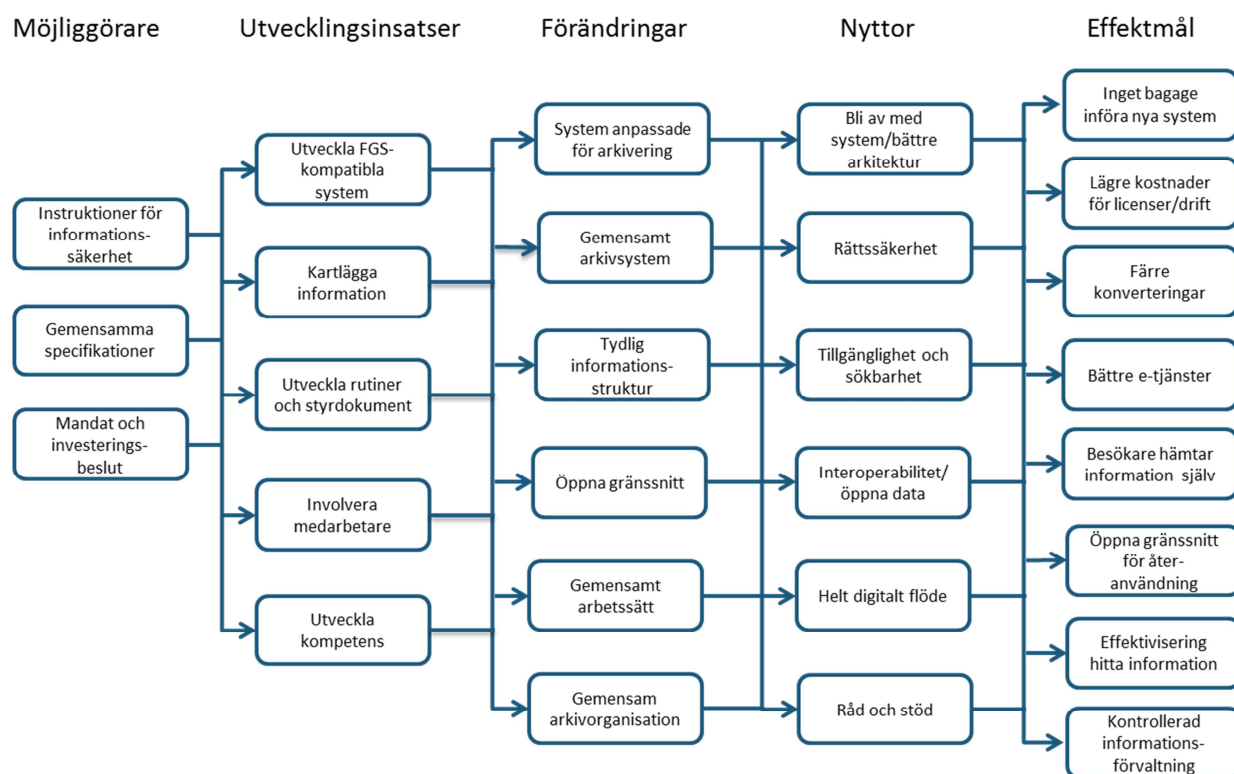 Möjliggörare
Utvecklingsinsatser
Förändringar
Nyttor
Effektmål
Instruktioner för
informations-
säkerhet
Gemensamma
specifikationer
Mandat och
investerings-
beslut
Utveckla FGS-
kompatibla
system
Kartlägga
information
Utveckla rutiner
och styrdokument
Involvera
medarbetare
Utveckla
kompetens
System anpassade
för arkivering
Gemensamt
arkivsystem
Tydlig
informations-
struktur
Öppna gränssnitt
Gemensamt
arbetssätt
Gemensam
arkivorganisation
Bli av med
system/bättre
arkitektur
Rättssäkerhet
Tillgänglighet och
sökbarhet
Interoperabilitet/
öppna data
Helt digitalt flöde
Råd och stöd
Inget bagage
införa nya system
Lägre kostnader
för licenser/drift
Färre
konverteringar
Bättre e-tjänster
Besökare hämtar
information själv
Öppna gränssnitt
för åter-
användning
Effektivisering
hitta information
Kontrollerad
informations-
förvaltning